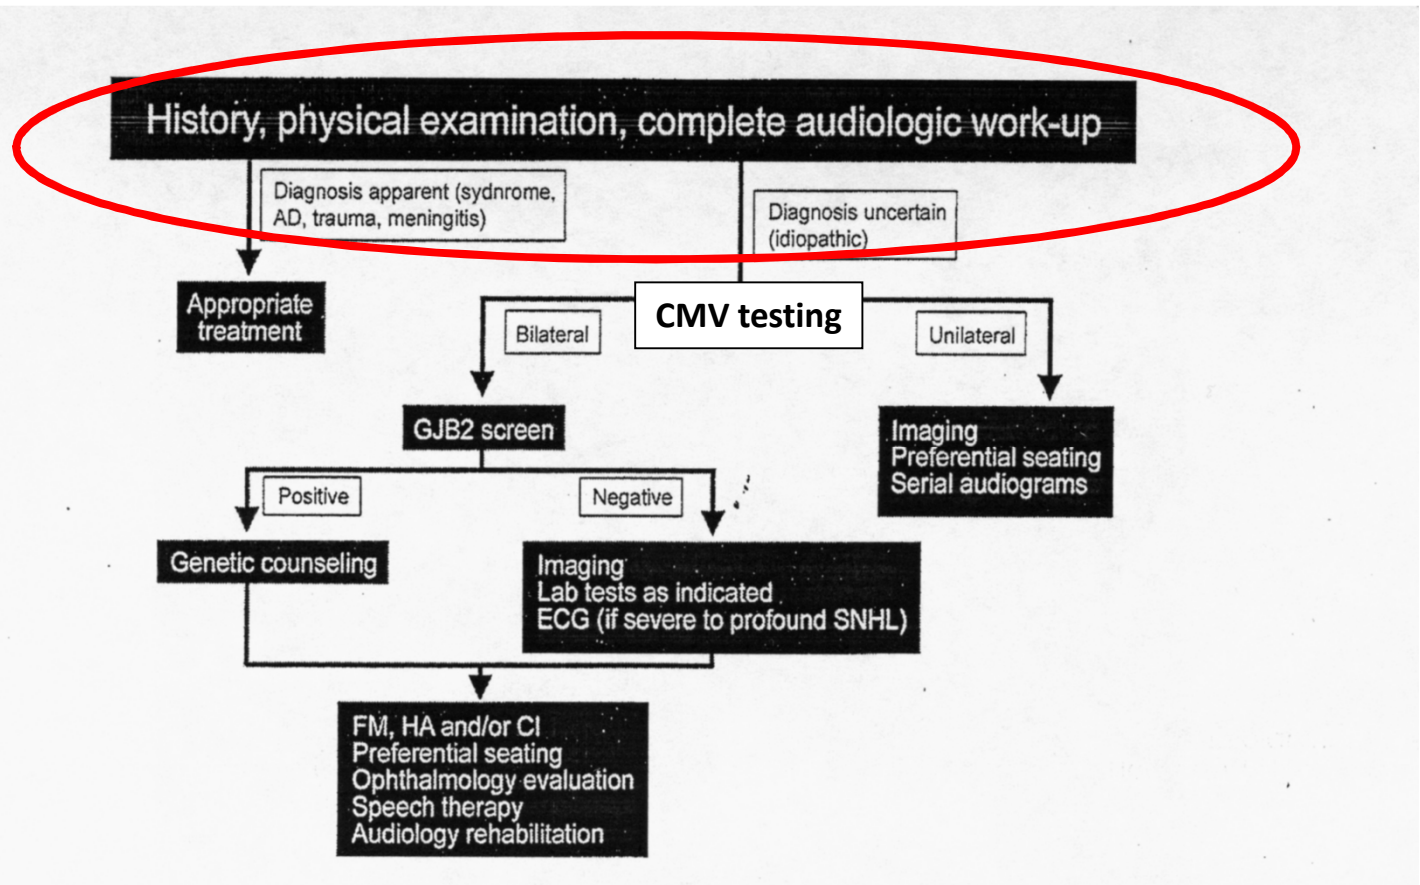 History, physical examination, complete audiologic work-up
Diagnosis apparent (sydnrome,
AD, trauma, meningitis)
Diagnosis uncertain
(idiopathic)
Appropriate
treatment
CMV testing
Bilateral
Unilateral
GJB2 screen
Imaging
Preferential seating
Serial audiograms
Positive
Negative
Genetic counseling
Imaging
Lab tests as indicated
ECG (if severe to profound SNHL)
FM, HA and/or CI
Preferential seating
Ophthalmology evaluation
Speech therapy
Audiology rehabilitation